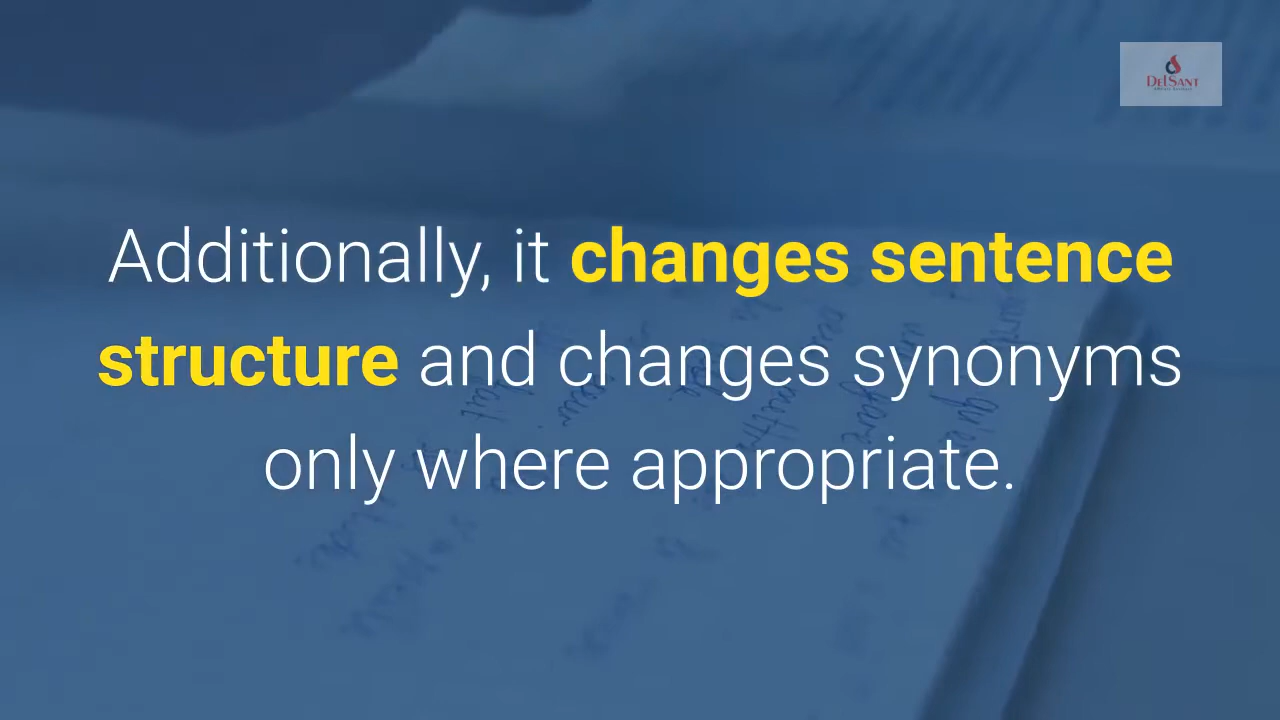 DELSANT
Additionally, it changes sentence
structure and changes synonyms
only where appropriate.